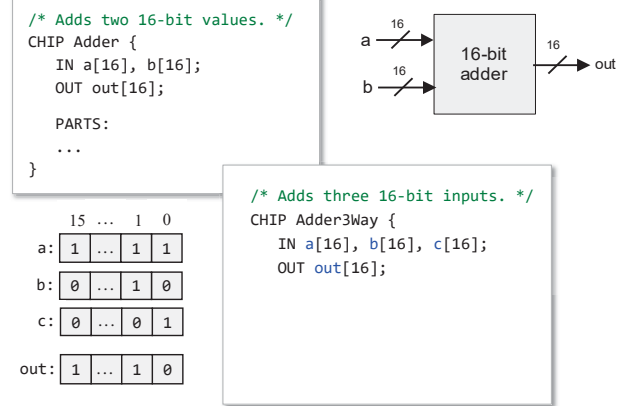 /* Adds two 16-bit values. */
CHIP Adder {
IN a[16], b[16];
OUT out[16];
PARTS:
...
}
16
a
16
b
16-bit
adder
16
out
/* Adds three 16-bit inputs. */
CHIP Adder3Way {
IN a[16], b[16], c[16];
OUT out[16];
15 … 1 0
a: 1 … 1 1
b: 0 … 1 0
c: 0 … 0 1
out: 1 … 1 0